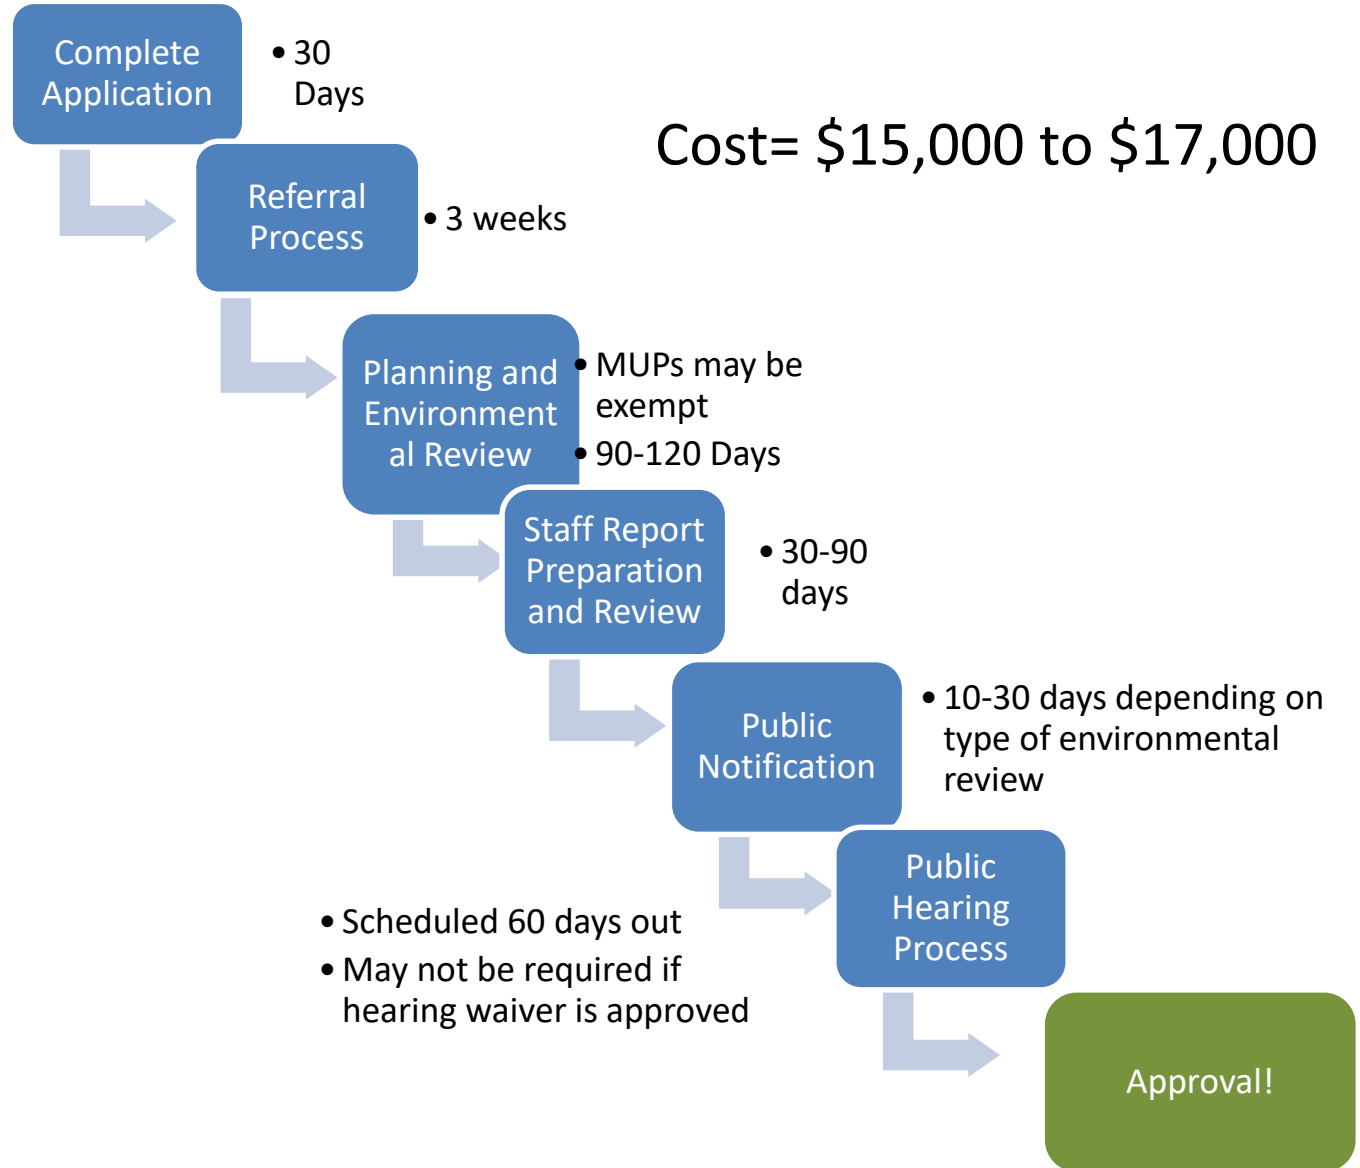 Complete
Application
• 30
Days
Cost= $15,000 to $17,000
Referral
Process
• 3 weeks
Planning and
Environment
al Review
• MUPs may be
exempt
• 90-120 Days
Staff Report
Preparation
and Review
• 30-90
days
Public
Notification
• 10-30 days depending on
type of environmental
review
Public
Hearing
Process
• Scheduled 60 days out
• May not be required if
hearing waiver is approved
Approval!